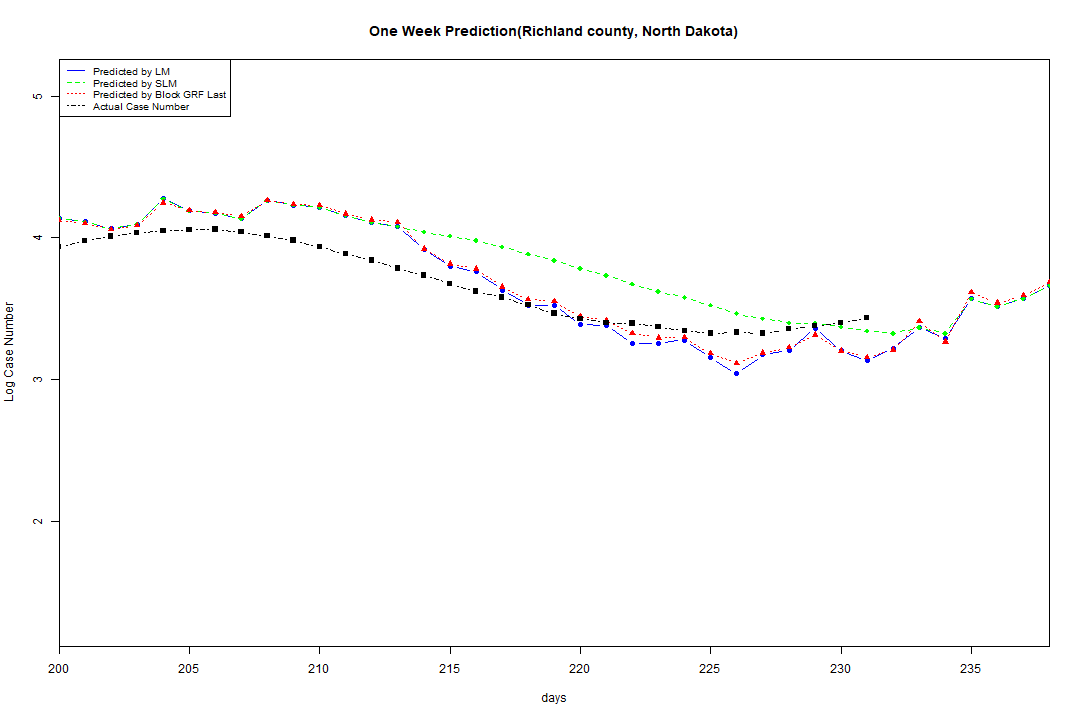 One Week Prediction(Richland county, North Dakota)
Predicted by LM
Predicted by SLM
Predicted by Block GRF Last
Actual Case Number
5
4
3
2
Log Case Number
200 205 210 215 220 225 230 235
days